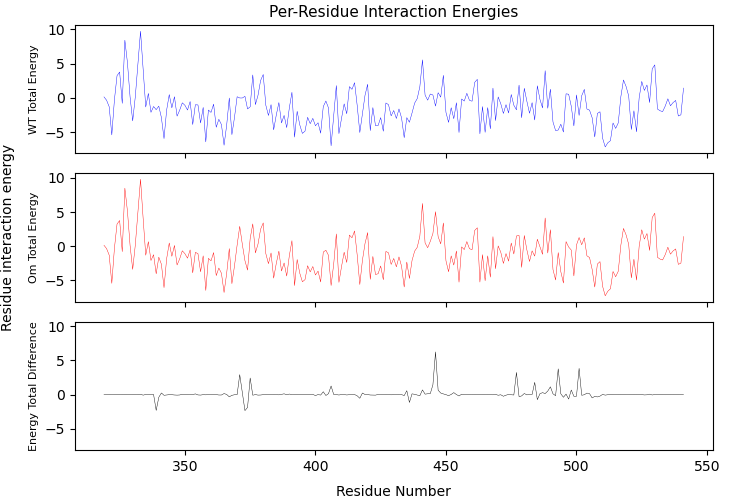 Per-Residue Interaction Energies
Residue interaction energy
WT Total Energy
10
5
0
−5
Om Total Energy
10
5
0
−5
Energy Total Difference
10
5
0
−5
350
400
450
500
550
Residue Number